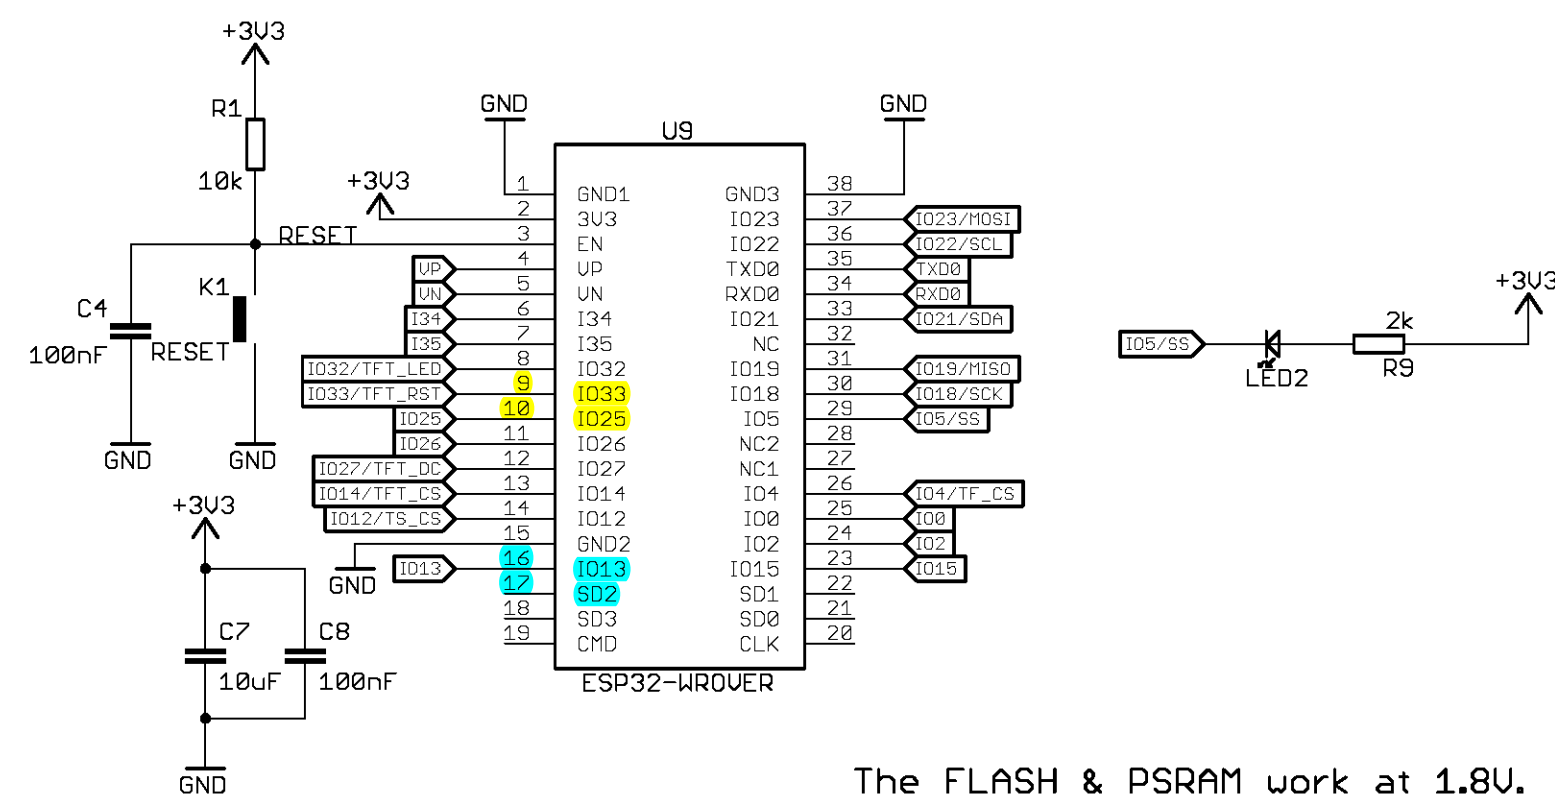 +3V3
R1
10k
RESET
K1
RESET
C4
100nF
GND
GND
+3V3
C7
10uF
C8
100nF
GND
+3V3
GND
GND
U9
1 GND1 GND3 38
2 3V3 IO23 37 IO23/MOSI
3 EN IO22 36 IO22/SCL
VP 4 VP TXD0 35 TXD0
VN 5 VN RXD0 34 RXD0
I34 6 I34 IO21 33 IO21/SDA
I35 7 I35 NC 32
IO32/TFT_LED 8 IO32 IO19 31 IO19/MISO
IO33/TFT_RST 9 IO33 IO18 30 IO18/SCK
IO25 10 IO25 IO5 29 IO5/SS
IO26 11 IO26 NC2 28
IO27/TFT_DC 12 IO27 NC1 27
IO14/TFT_CS 13 IO14 IO4 26 IO4/TF_CS
IO12/TS_CS 14 IO12 IO0 25 IO0
15 GND2 IO2 24 IO2
GND
IO13 16 IO13 IO15 23 IO15
17 SD2 SD1 22
18 SD3 SD0 21
19 CMD CLK 20
ESP32-WROVER
IO5/SS
LED2
2k
R9
+3V3
The FLASH & PSRAM work at 1.8V.